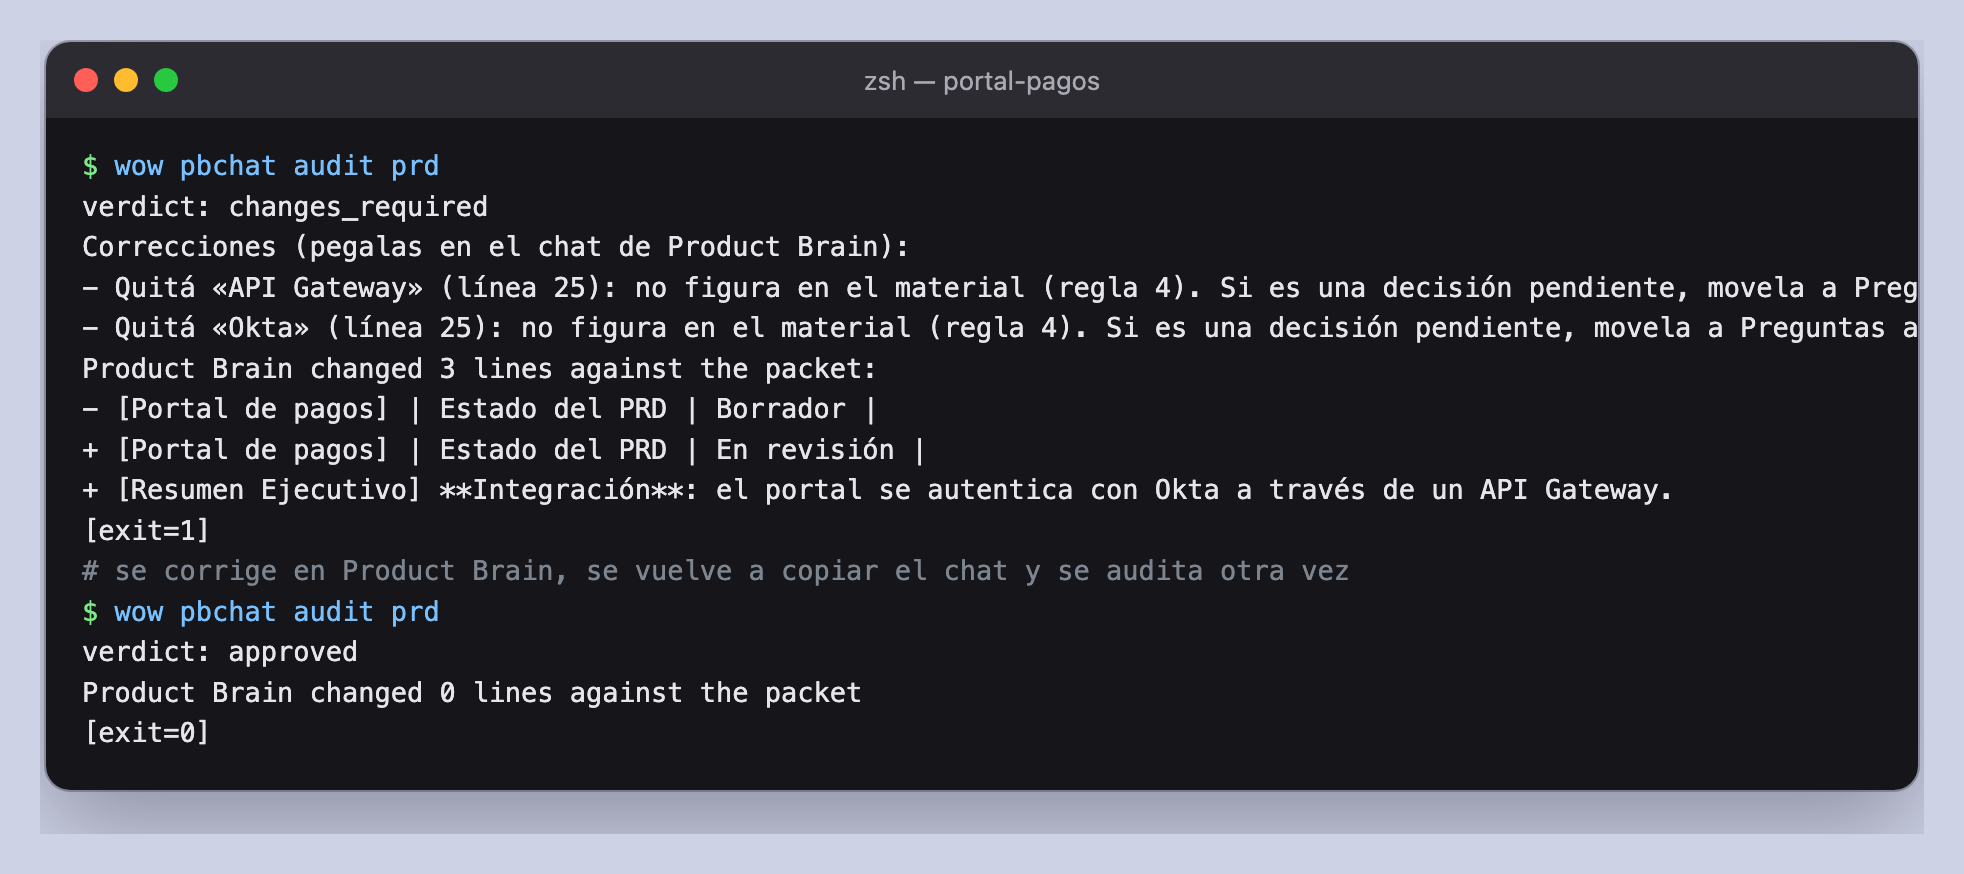 zsh — portal-pagos
$ wow pbchat audit prd
verdict: changes_required
Correcciones (pegalas en el chat de Product Brain):
– Quitá «API Gateway» (línea 25): no figura en el material (regla 4). Si es una decisión pendiente, movela a Preg
– Quitá «Okta» (línea 25): no figura en el material (regla 4). Si es una decisión pendiente, movela a Preguntas a
Product Brain changed 3 lines against the packet:
– [Portal de pagos] | Estado del PRD | Borrador |
+ [Portal de pagos] | Estado del PRD | En revisión |
+ [Resumen Ejecutivo] **Integración**: el portal se autentica con Okta a través de un API Gateway.
[exit=1]
# se corrige en Product Brain, se vuelve a copiar el chat y se audita otra vez
$ wow pbchat audit prd
verdict: approved
Product Brain changed 0 lines against the packet
[exit=0]